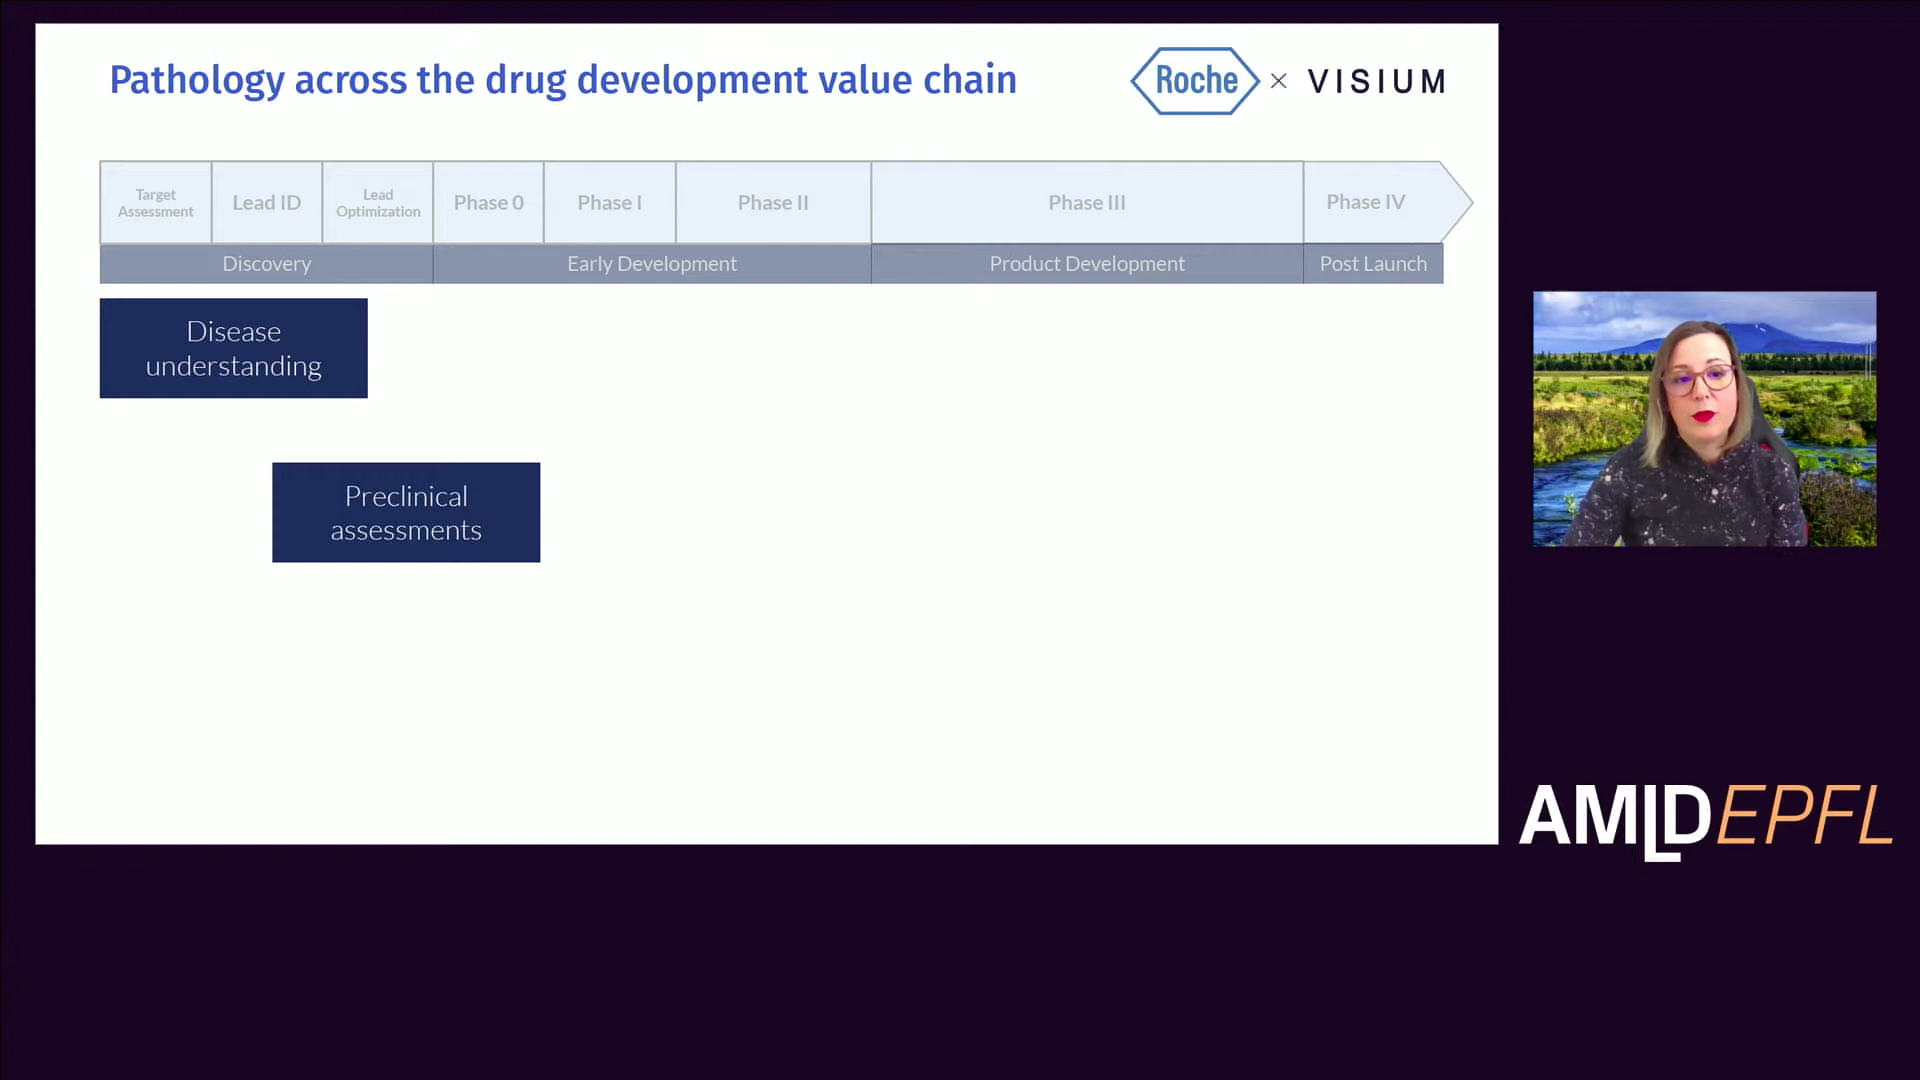 Pathology across the drug development value chain
Roche × VISIUM
Target
Assessment
Lead ID
Lead
Optimization
Phase 0
Phase I
Phase II
Phase III
Phase IV
Discovery
Early Development
Product Development
Post Launch
Disease
understanding
Preclinical
assessments
AMLD EPFL